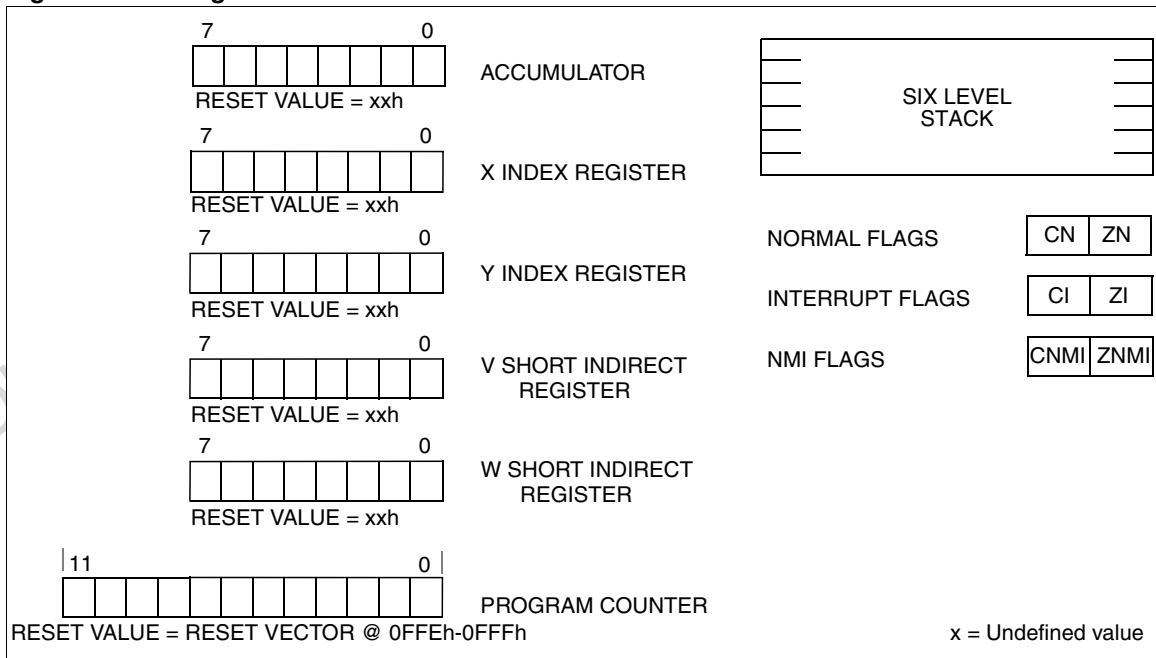 7 0
ACCUMULATOR
RESET VALUE = xxh
7 0
X INDEX REGISTER
RESET VALUE = xxh
7 0
Y INDEX REGISTER
RESET VALUE = xxh
7 0
V SHORT INDIRECT
REGISTER
RESET VALUE = xxh
7 0
W SHORT INDIRECT
REGISTER
RESET VALUE = xxh
11 0
PROGRAM COUNTER
RESET VALUE = RESET VECTOR @ 0FFEh-0FFFh
SIX LEVEL
STACK
NORMAL FLAGS CN ZN
INTERRUPT FLAGS CI ZI
NMI FLAGS CNMI ZNMI
x = Undefined value